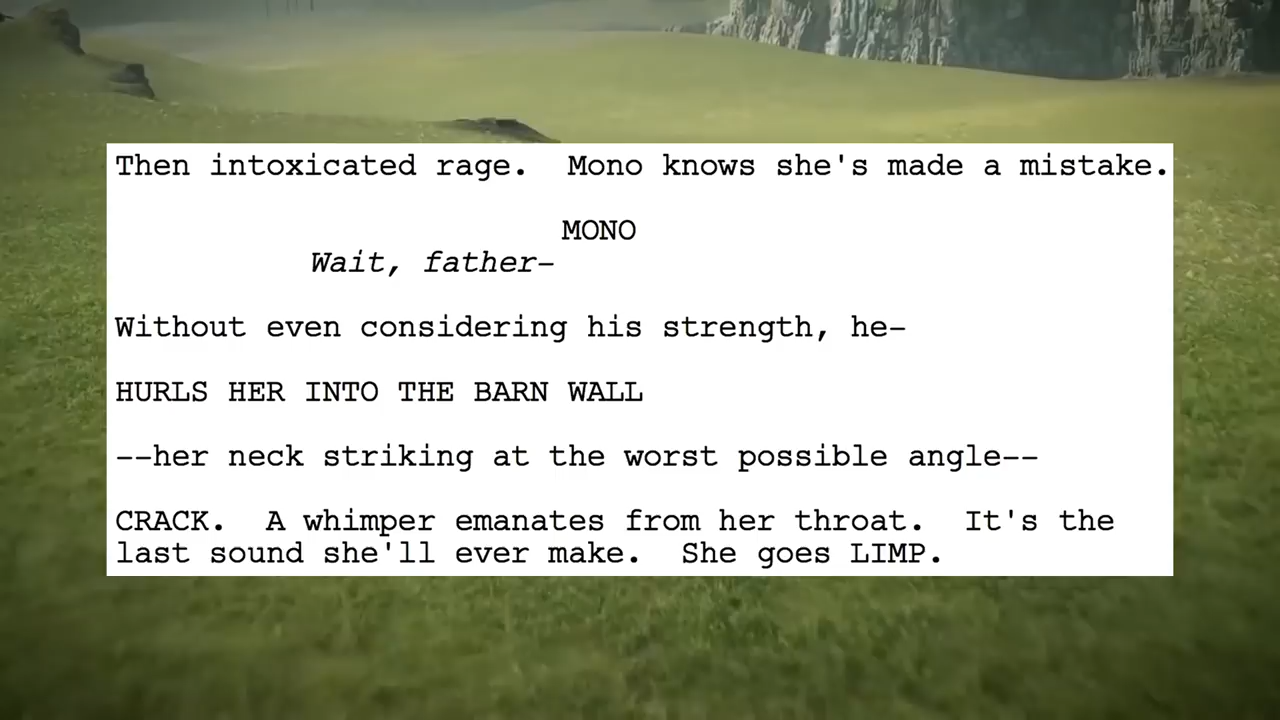 Then intoxicated rage.  Mono knows she's made a mistake.
MONO
Wait, father—
Without even considering his strength, he—
HURLS HER INTO THE BARN WALL
--her neck striking at the worst possible angle--
CRACK.  A whimper emanates from her throat.  It's the
last sound she'll ever make.  She goes LIMP.